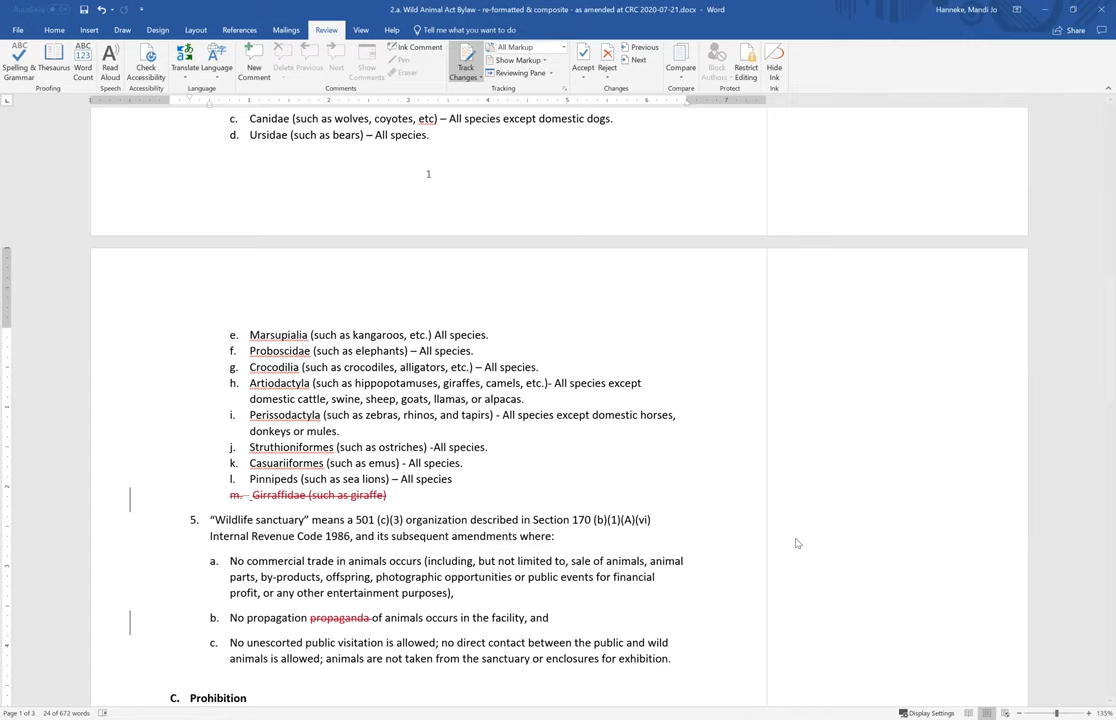 AutoSave Off
2.a. Wild Animal Act Bylaw - re-formatted & composite - as amended at CRC 2020-07-21.docx - Word
Hanneke, Mandi Jo
File Home Insert Draw Design Layout References Mailings Review View Help Tell me what you want to do
Share
Spelling & Grammar
Thesaurus
Word Count
Read Aloud
Check Accessibility
Translate
Language
New Comment
Delete
Previous
Next
Show Comments
Ink Comment
Pen
Eraser
Track Changes
All Markup
Show Markup
Reviewing Pane
Accept
Reject
Previous
Next
Compare
Block Authors
Restrict Editing
Hide Ink
Proofing Speech Accessibility Language Comments Tracking Changes Compare Protect Ink
1 2 3 4 5 6 7
c. Canidae (such as wolves, coyotes, etc) – All species except domestic dogs.
d. Ursidae (such as bears) – All species.
1
e. Marsupialia (such as kangaroos, etc.) All species.
f. Proboscidae (such as elephants) – All species.
g. Crocodilia (such as crocodiles, alligators, etc.) – All species.
h. Artiodactyla (such as hippopotamuses, giraffes, camels, etc.)- All species except
domestic cattle, swine, sheep, goats, llamas, or alpacas.
i. Perissodactyla (such as zebras, rhinos, and tapirs) - All species except domestic horses,
donkeys or mules.
j. Struthioniformes (such as ostriches) -All species.
k. Casuariiformes (such as emus) - All species.
l. Pinnipeds (such as sea lions) – All species
m. Girraffidae (such as giraffe)
5. “Wildlife sanctuary” means a 501 (c)(3) organization described in Section 170 (b)(1)(A)(vi)
Internal Revenue Code 1986, and its subsequent amendments where:
a. No commercial trade in animals occurs (including, but not limited to, sale of animals, animal
parts, by-products, offspring, photographic opportunities or public events for financial
profit, or any other entertainment purposes),
b. No propagation propaganda of animals occurs in the facility, and
c. No unescorted public visitation is allowed; no direct contact between the public and wild
animals is allowed; animals are not taken from the sanctuary or enclosures for exhibition.
C. Prohibition
Page 1 of 3 24 of 672 words
Display Settings
135%